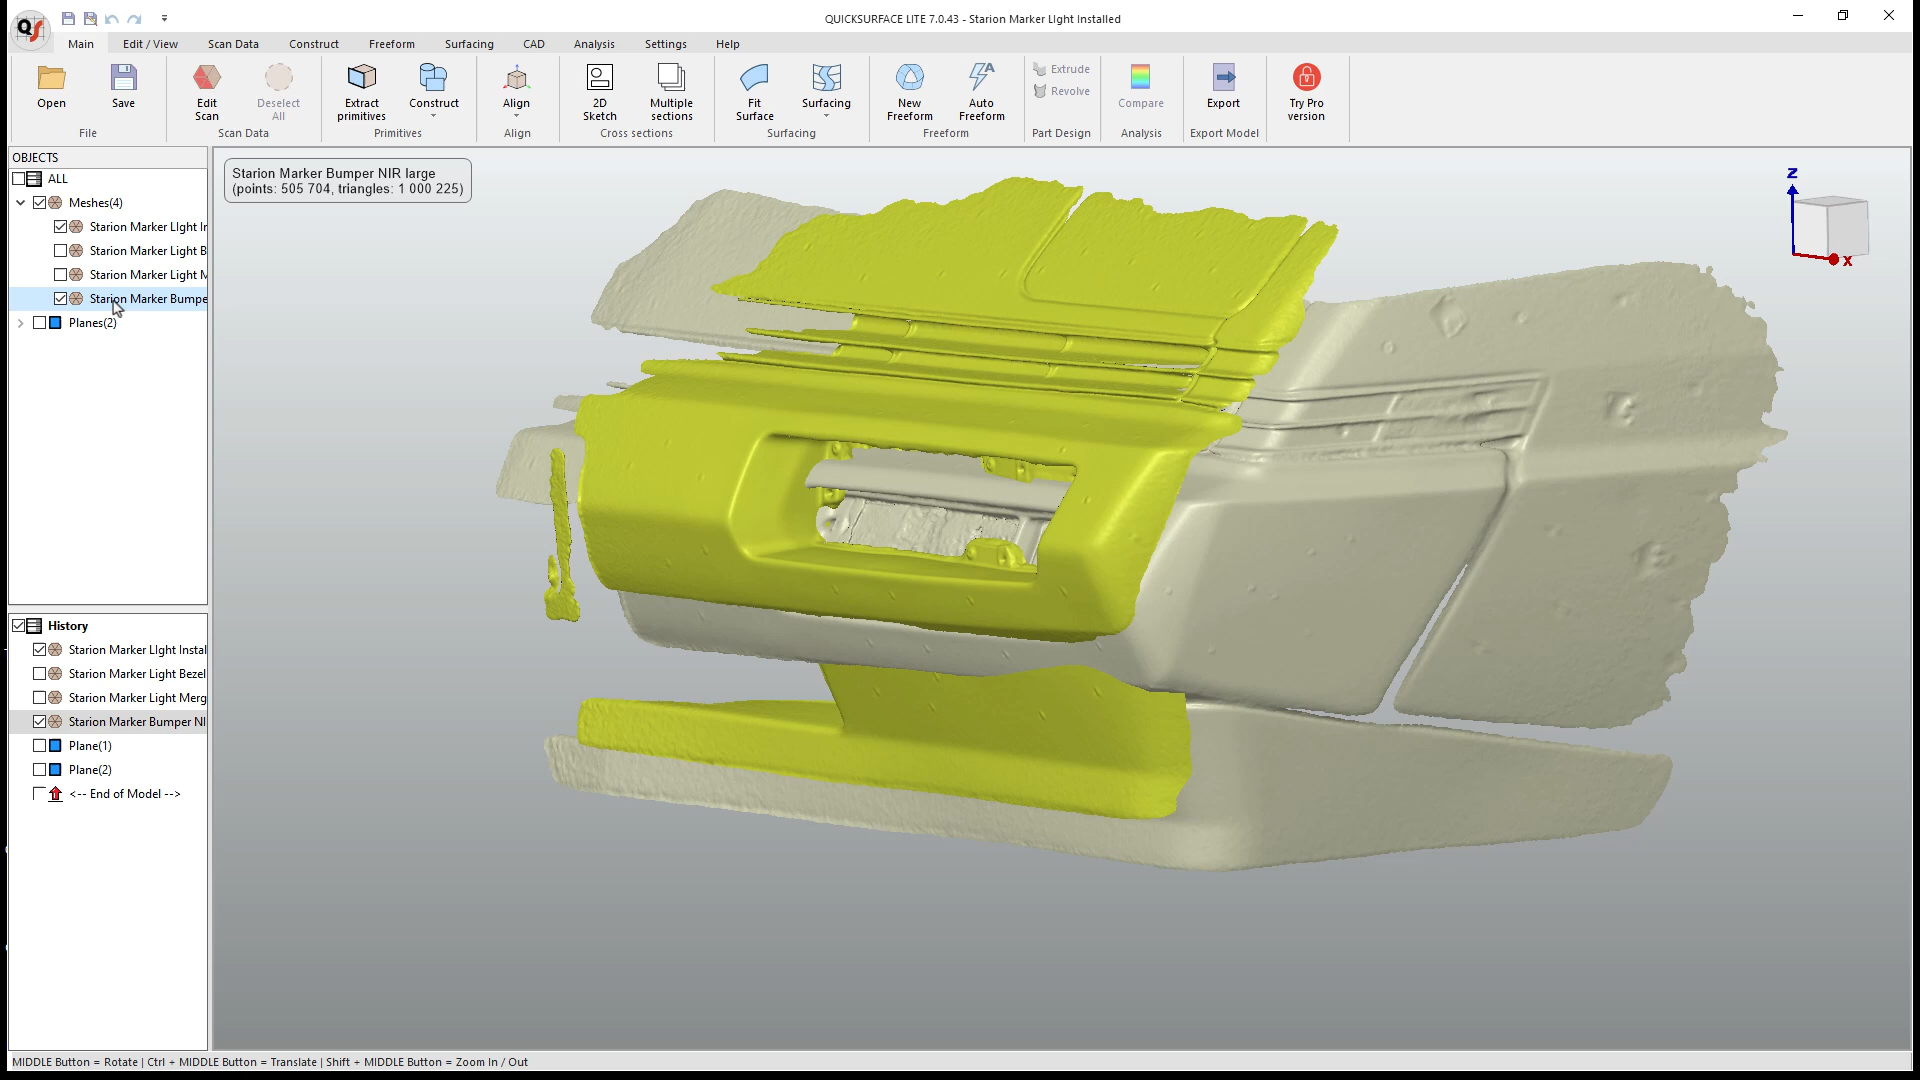 QUICKSURFACE LITE 7.0.43 - Starion Marker LIght Installed
Main Edit / View Scan Data Construct Freeform Surfacing CAD Analysis Settings Help
Open Save Edit Scan Deselect All Extract primitives Construct Align 2D Sketch Multiple sections Fit Surface Surfacing New Freeform Auto Freeform Extrude Revolve Compare Export Try Pro version
File Scan Data Primitives Align Cross sections Surfacing Freeform Part Design Analysis Export Model
OBJECTS
ALL
Meshes(4)
Starion Marker LIght Ir
Starion Marker Light B
Starion Marker Light M
Starion Marker Bumpe
Planes(2)
History
Starion Marker LIght Instal
Starion Marker Light Bezel
Starion Marker Light Merg
Starion Marker Bumper NI
Plane(1)
Plane(2)
<-- End of Model -->
Starion Marker Bumper NIR large
(points: 505 704, triangles: 1 000 225)
Z
X
MIDDLE Button = Rotate | Ctrl + MIDDLE Button = Translate | Shift + MIDDLE Button = Zoom In / Out